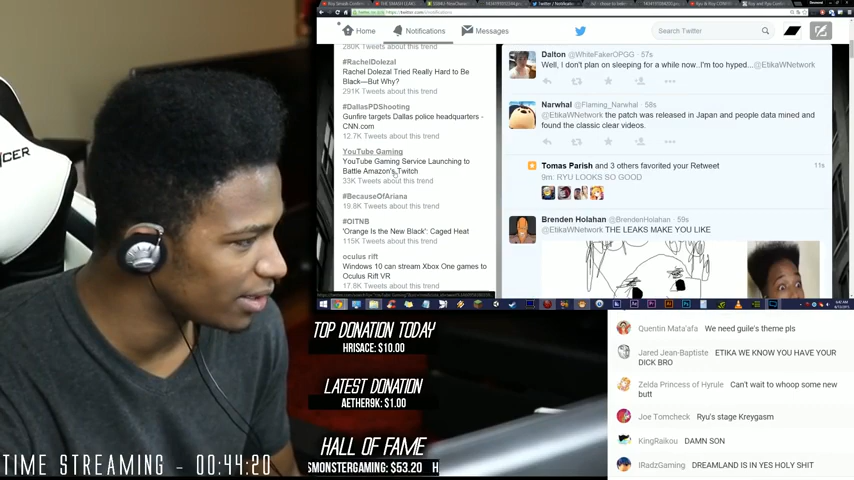 Home
Notifications
Messages
Search Twitter
280K Tweets about this trend
#RachelDolezal
Rachel Dolezal Tried Really Hard to Be
Black—But Why?
291K Tweets about this trend
#DallasPDShooting
Gunfire targets Dallas police headquarters -
CNN.com
12.7K Tweets about this trend
YouTube Gaming
YouTube Gaming Service Launching to
Battle Amazon's Twitch
33K Tweets about this trend
#BecauseOfAriana
19.8K Tweets about this trend
#OITNB
'Orange Is the New Black': Caged Heat
115K Tweets about this trend
oculus rift
Windows 10 can stream Xbox One games to
Oculus Rift VR
17.8K Tweets about this trend
Dalton @WhiteFakerOPGG · 57s
Well, I don't plan on sleeping for a while now..I'm too hyped...@EtikaWNetwork
Narwhal @Flaming_Narwhal · 58s
@EtikaWNetwork the patch was released in Japan and people data mined and
found the classic clear videos.
Tomas Parish and 3 others favorited your Retweet
11s
9m: RYU LOOKS SO GOOD
Brenden Holahan @BrendenHolahan · 59s
@EtikaWNetwork THE LEAKS MAKE YOU LIKE
TOP DONATION TODAY
HRISACE: $10.00
LATEST DONATION
AETHER9K: $1.00
HALL OF FAME
SMONSTERGAMING: $53.20 H
TIME STREAMING - 00:44:20
Quentin Mata'afa We need guile's theme pls
Jared Jean-Baptiste ETIKA WE KNOW YOU HAVE YOUR
DICK BRO
Zelda Princess of Hyrule Can't wait to whoop some new
butt
Joe Tomcheck Ryu's stage Kreygasm
KingRaikou DAMN SON
IRadzGaming DREAMLAND IS IN YES HOLY SHIT